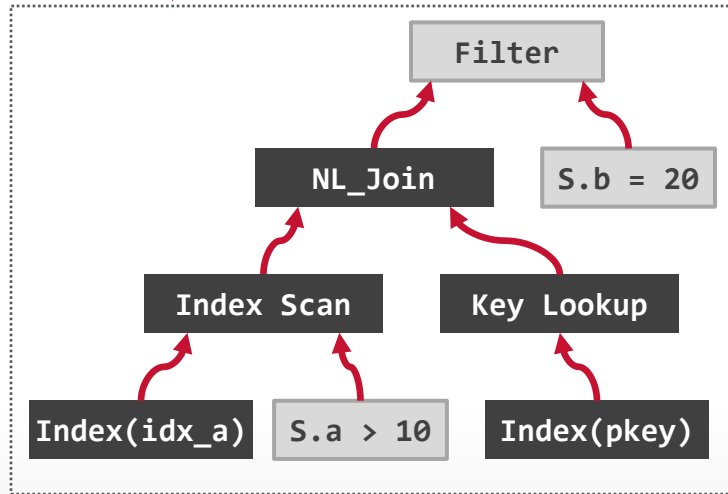 Filter
NL_Join
S.b = 20
Index Scan
Key Lookup
Index(idx_a)
S.a > 10
Index(pkey)